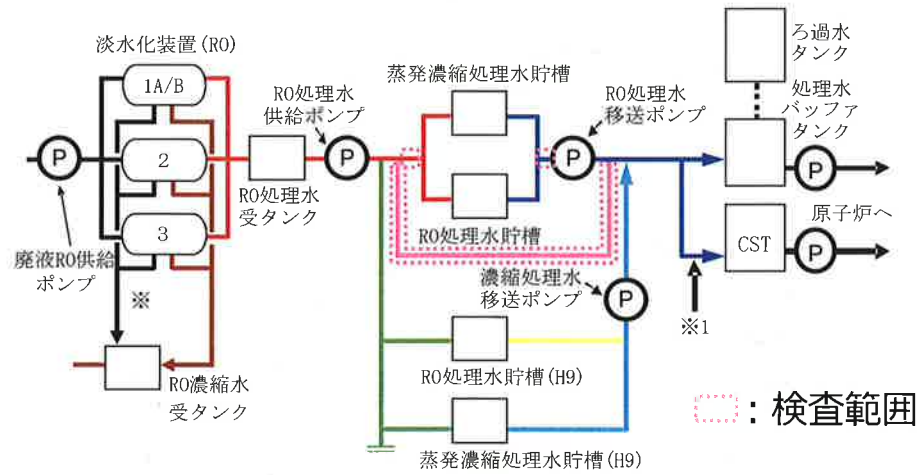 淡水化装置(RO)
1A/B
2
3
P
廃液RO供給
ポンプ
※
RO濃縮水
受タンク
RO処理水
受タンク
RO処理水
供給ポンプ
P
蒸発濃縮処理水貯槽
RO処理水貯槽
RO処理水
移送ポンプ
P
濃縮処理水
移送ポンプ
P
RO処理水貯槽(H9)
蒸発濃縮処理水貯槽(H9)
ろ過水
タンク
処理水
バッファ
タンク
P
原子炉へ
CST
P
※1
:検査範囲